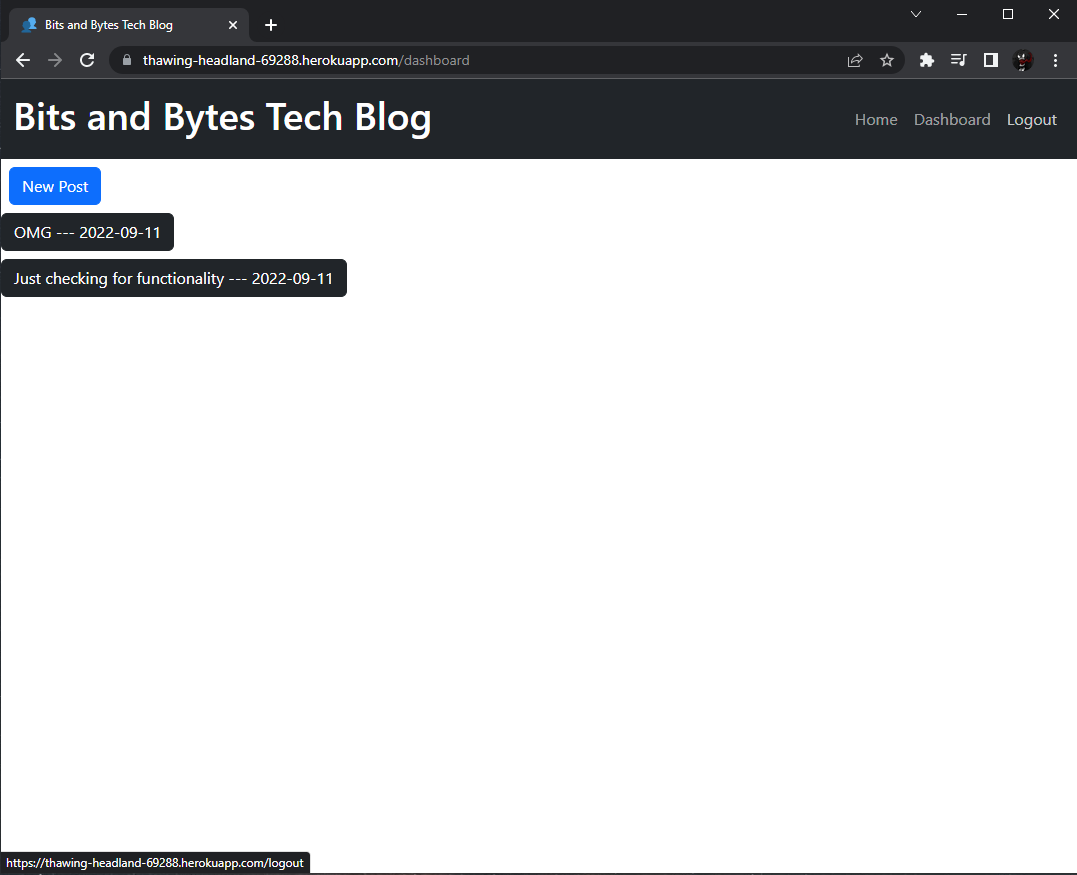 Bits and Bytes Tech Blog
thawing-headland-69288.herokuapp.com/dashboard
Bits and Bytes Tech Blog
Home Dashboard Logout
New Post
OMG --- 2022-09-11
Just checking for functionality --- 2022-09-11
https://thawing-headland-69288.herokuapp.com/logout